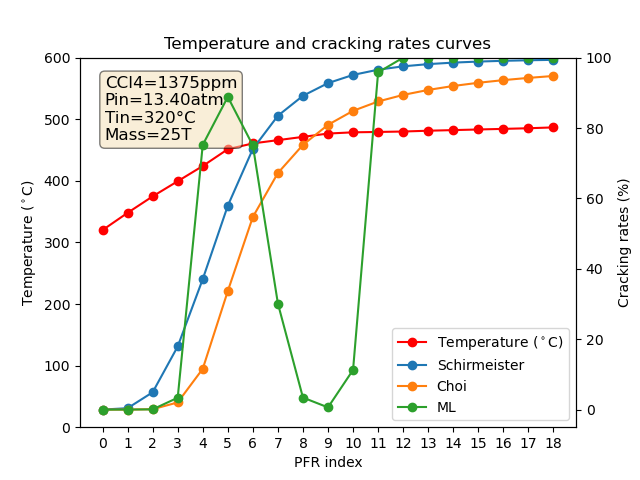 Temperature and cracking rates curves
CCl4=1375ppm
Pin=13.40atm
Tin=320°C
Mass=25T
600
500
400
300
200
100
0
Temperature (°C)
100
80
60
40
20
0
Cracking rates (%)
Temperature (°C)
Schirmeister
Choi
ML
0 1 2 3 4 5 6 7 8 9 10 11 12 13 14 15 16 17 18
PFR index